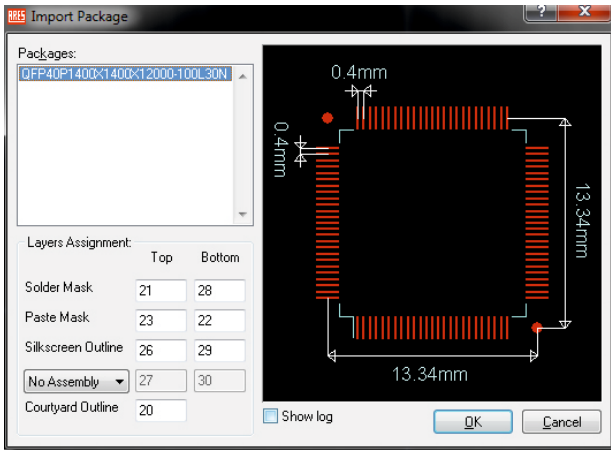 ARES Import Package
?
X
Packages:
QFP40P1400X1400X12000-100L30N
0.4mm
0.4mm
13.34mm
13.34mm
Layers Assignment:
Top Bottom
Solder Mask 21 28
Paste Mask 23 22
Silkscreen Outline 26 29
No Assembly 27 30
Courtyard Outline 20
Show log
OK Cancel